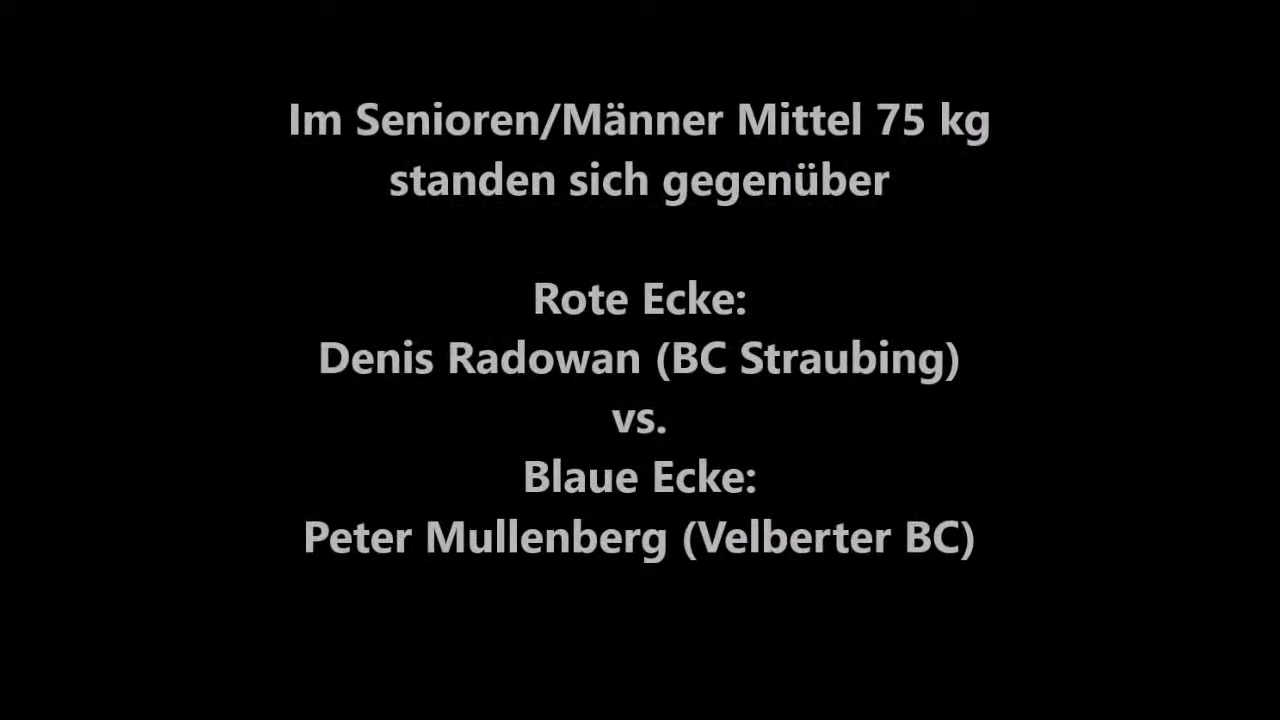 Im Senioren/Männer Mittel 75 kg
standen sich gegenüber
Rote Ecke:
Denis Radowan (BC Straubing)
vs.
Blaue Ecke:
Peter Mullenberg (Velberter BC)